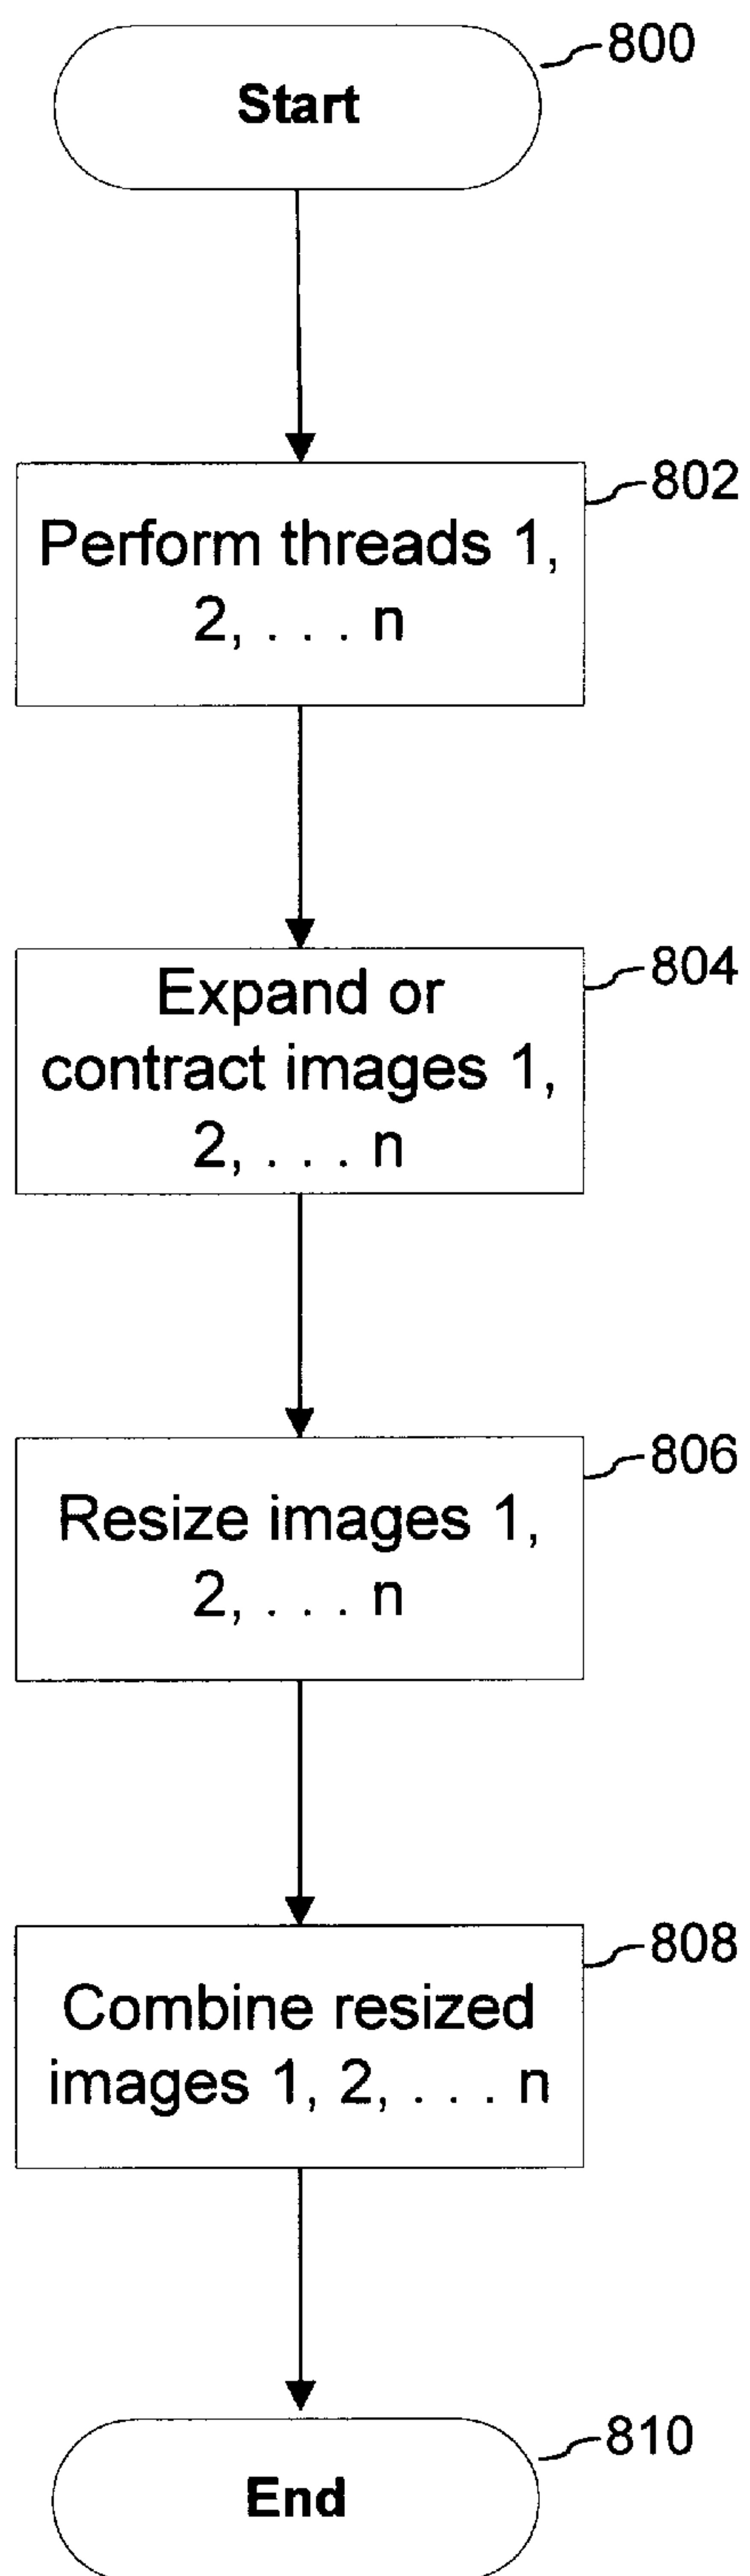 800
Start
802
Perform threads 1,
2, . . . n
804
Expand or
contract images 1,
2, . . . n
806
Resize images 1,
2, . . . n
808
Combine resized
images 1, 2, . . . n
810
End